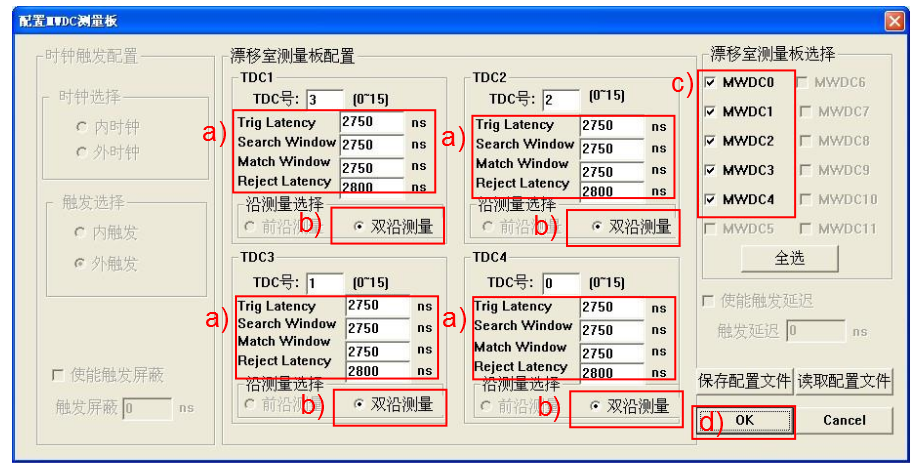 配置MWDC测量板
时钟触发配置
时钟选择
内时钟
外时钟
触发选择
内触发
外触发
使能触发屏蔽
触发屏蔽 0 ns
漂移室测量板配置
TDC1
TDC号: 3 (0~15)
a)
Trig Latency 2750 ns
Search Window 2750 ns
Match Window 2750 ns
Reject Latency 2800 ns
沿测量选择
前沿测量 b) 双沿测量
TDC2
TDC号: 2 (0~15)
a)
Trig Latency 2750 ns
Search Window 2750 ns
Match Window 2750 ns
Reject Latency 2800 ns
沿测量选择
前沿测量 b) 双沿测量
TDC3
TDC号: 1 (0~15)
a)
Trig Latency 2750 ns
Search Window 2750 ns
Match Window 2750 ns
Reject Latency 2800 ns
沿测量选择
前沿测量 b) 双沿测量
TDC4
TDC号: 0 (0~15)
a)
Trig Latency 2750 ns
Search Window 2750 ns
Match Window 2750 ns
Reject Latency 2800 ns
沿测量选择
前沿测量 b) 双沿测量
漂移室测量板选择
c)
MWDC0 MWDC6
MWDC1 MWDC7
MWDC2 MWDC8
MWDC3 MWDC9
MWDC4 MWDC10
MWDC5 MWDC11
全选
使能触发延迟
触发延迟 0 ns
保存配置文件 读取配置文件
d) OK Cancel